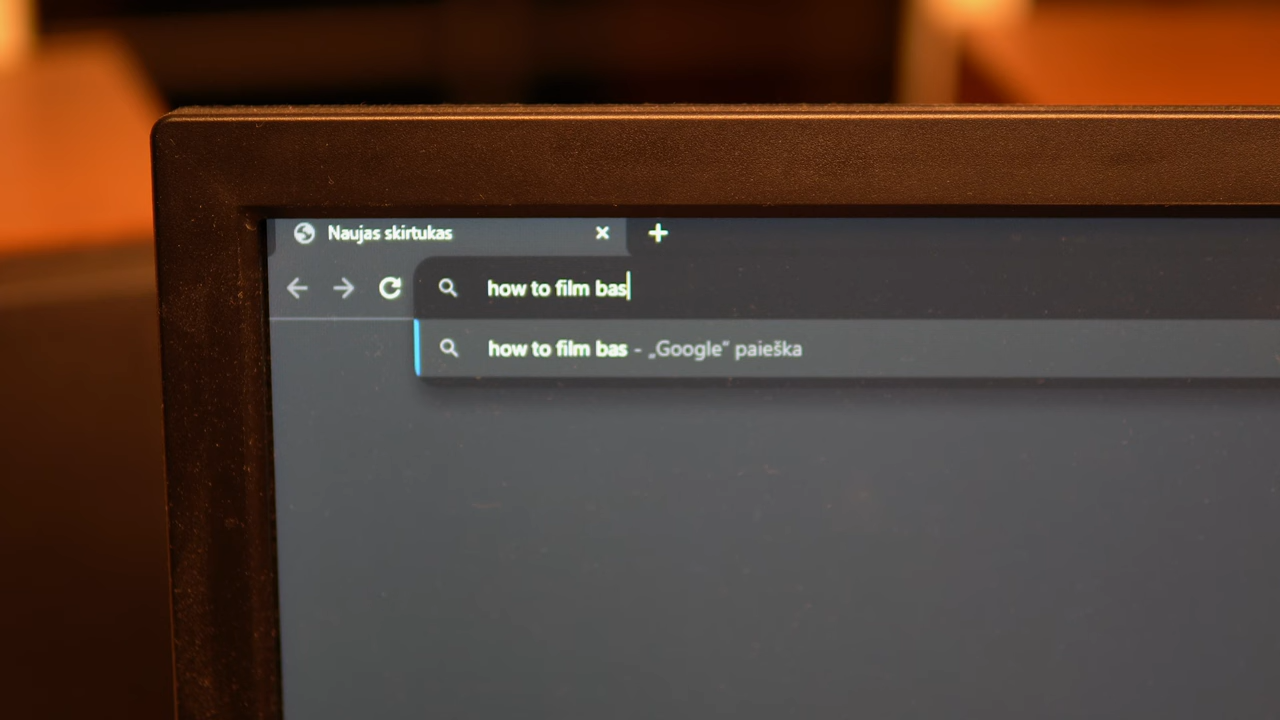 Naujas skirtukas
how to film bas
how to film bas - „Google“ paieška